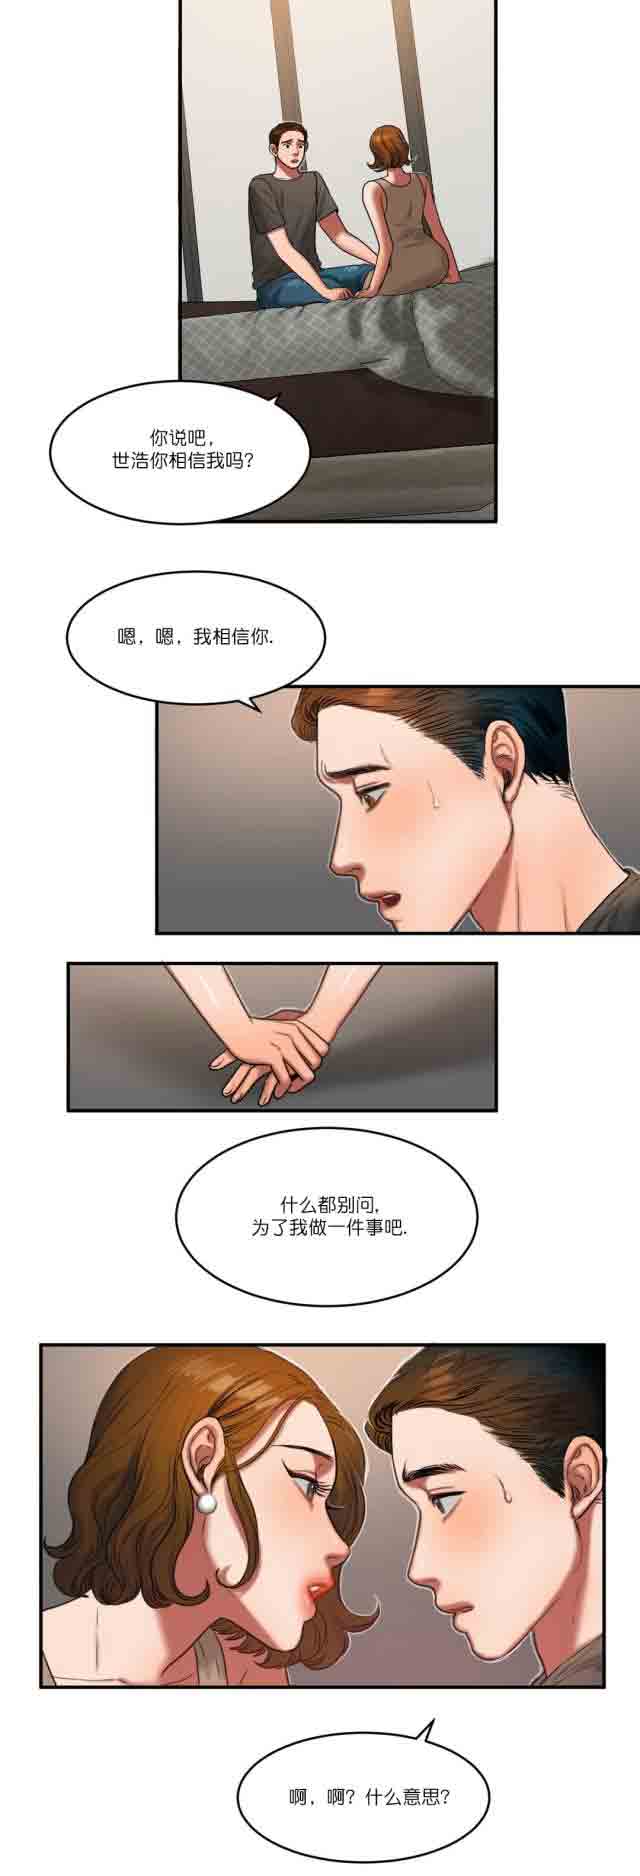 你说吧，
世浩你相信我吗？
嗯，嗯，我相信你.
什么都别问，
为了我做一件事吧.
啊，啊？什么意思？